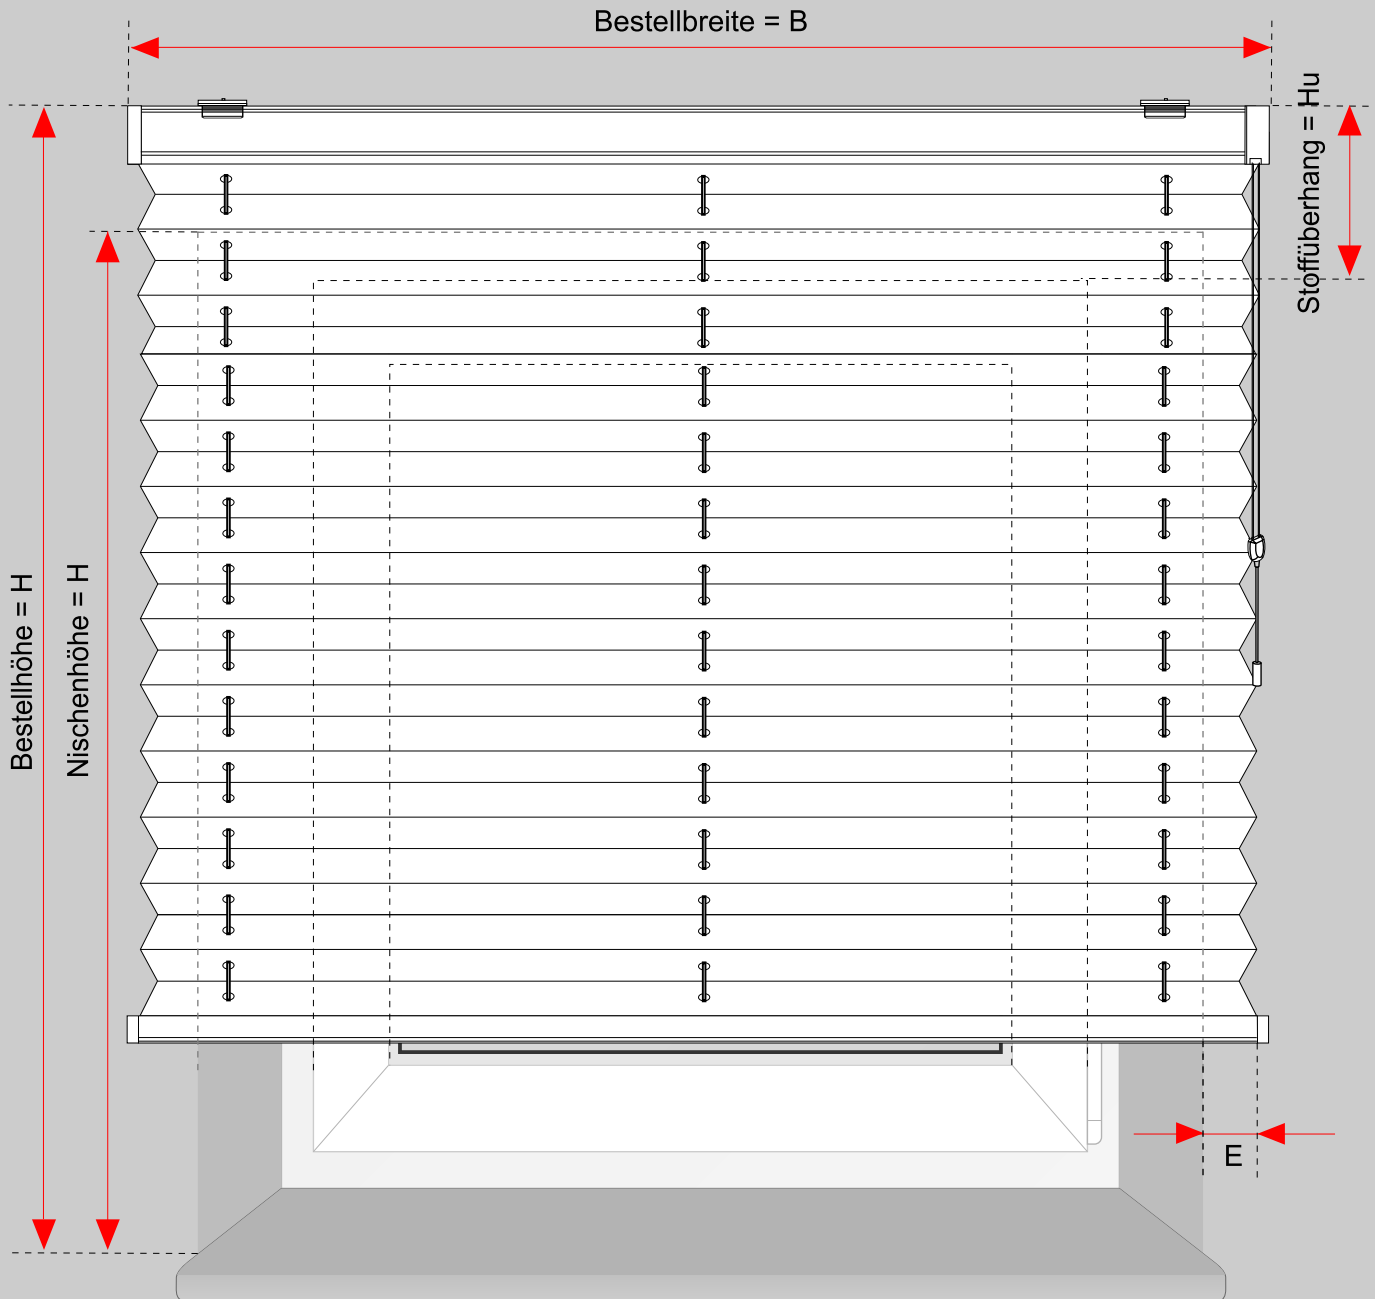 Bestellbreite = B
Stoffüberhang = Hu
Bestellhöhe = H
Nischenhöhe = H
E